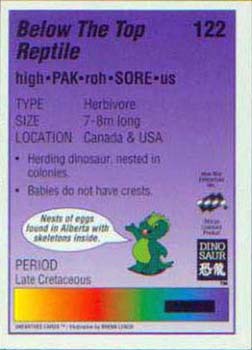 Below The Top
122
Reptile
high•PAK•roh•SORE•us
TYPE Herbivore
SIZE 7-8m long
LOCATION Canada & USA
• Herding dinosaur, nested in
colonies.
• Babies do not have crests.
Nests of eggs
found in Alberta with
skeletons inside.
DINO
SAUR
恐龍
PERIOD
Late Cretaceous